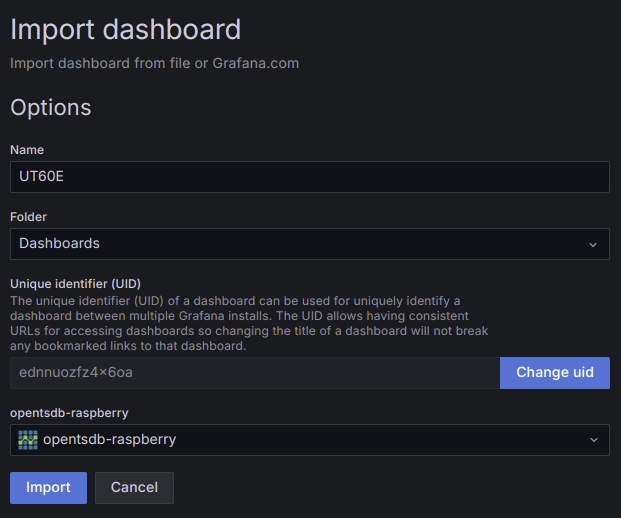 Import dashboard
Import dashboard from file or Grafana.com
Options
Name
UT60E
Folder
Dashboards
Unique identifier (UID)
The unique identifier (UID) of a dashboard can be used for uniquely identify a
dashboard between multiple Grafana installs. The UID allows having consistent
URLs for accessing dashboards so changing the title of a dashboard will not break
any bookmarked links to that dashboard.
ednnuozfz4x6oa
Change uid
opentsdb-raspberry
opentsdb-raspberry
Import
Cancel